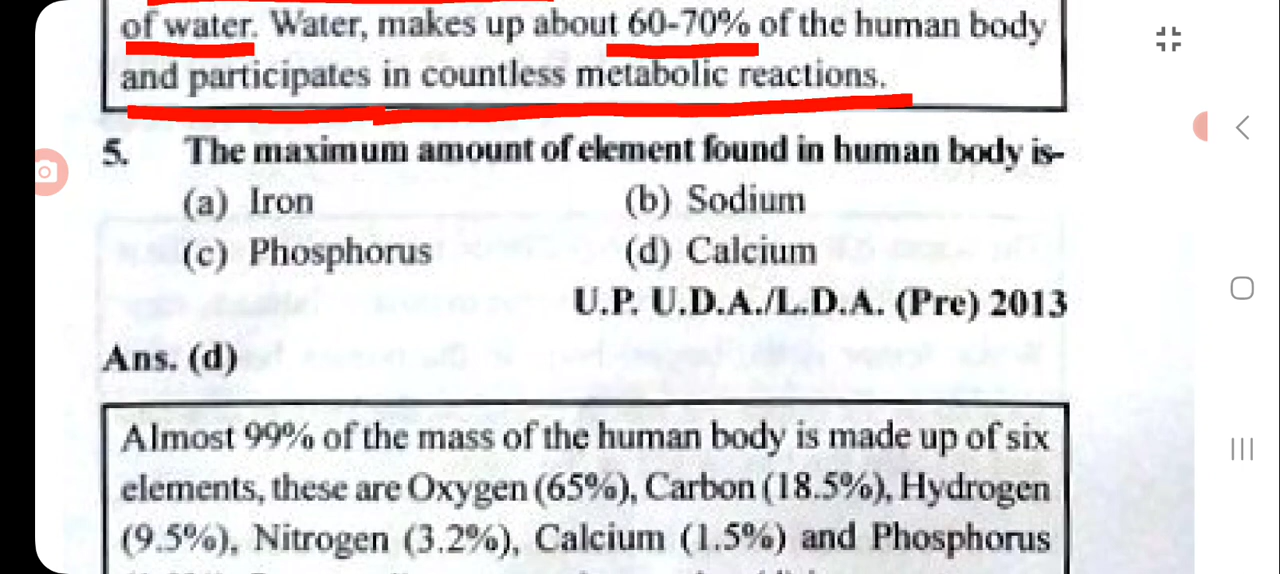 of water. Water, makes up about 60-70% of the human body
and participates in countless metabolic reactions.
5. The maximum amount of element found in human body is-
(a) Iron (b) Sodium
(c) Phosphorus (d) Calcium
U.P. U.D.A./L.D.A. (Pre) 2013
Ans. (d)
Almost 99% of the mass of the human body is made up of six
elements, these are Oxygen (65%), Carbon (18.5%), Hydrogen
(9.5%), Nitrogen (3.2%), Calcium (1.5%) and Phosphorus